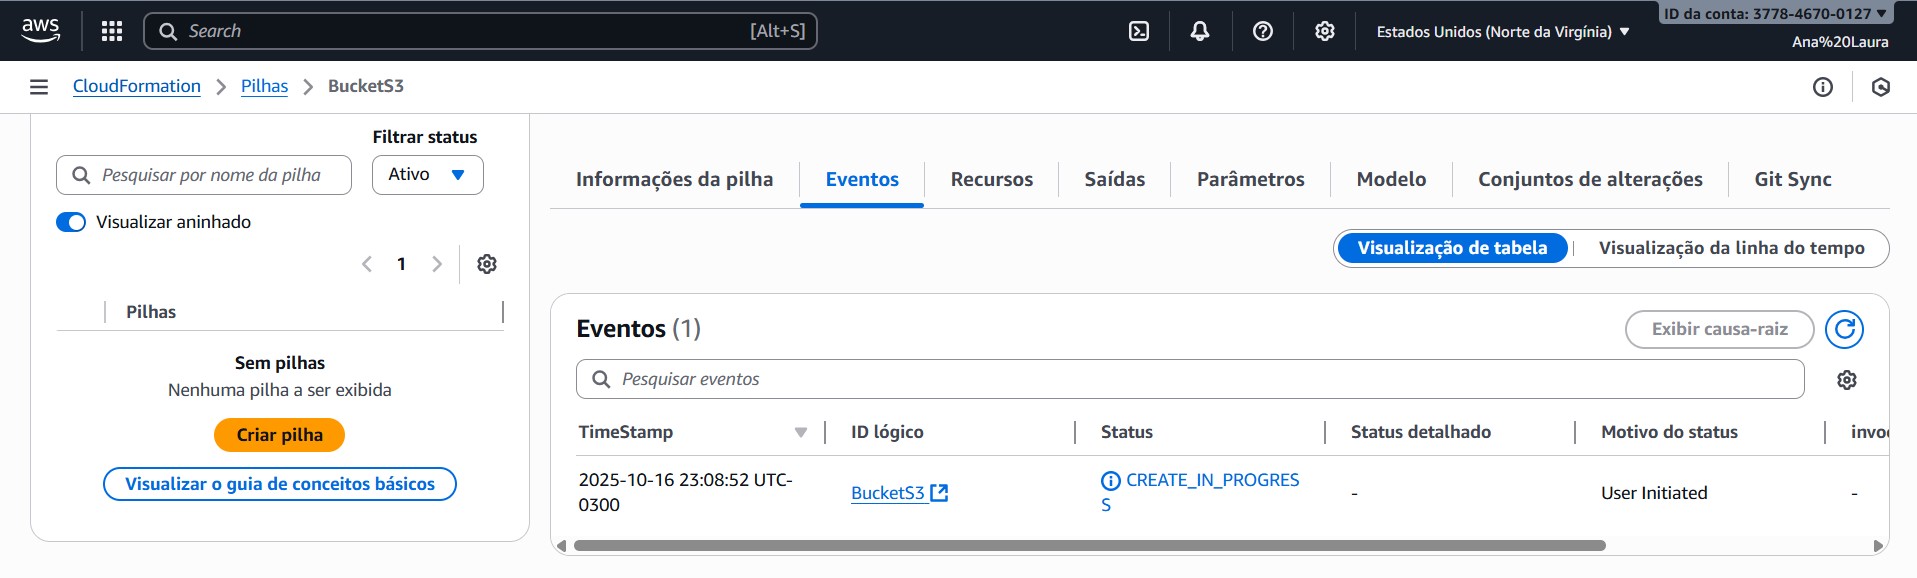 aws
Search
[Alt+S]
Estados Unidos (Norte da Virgínia)
ID da conta: 3778-4670-0127
Ana%20Laura
CloudFormation
Pilhas
BucketS3
Filtrar status
Pesquisar por nome da pilha
Ativo
Visualizar aninhado
1
Pilhas
Sem pilhas
Nenhuma pilha a ser exibida
Criar pilha
Visualizar o guia de conceitos básicos
Informações da pilha
Eventos
Recursos
Saídas
Parâmetros
Modelo
Conjuntos de alterações
Git Sync
Visualização de tabela
Visualização da linha do tempo
Eventos (1)
Exibir causa-raiz
Pesquisar eventos
TimeStamp
ID lógico
Status
Status detalhado
Motivo do status
2025-10-16 23:08:52 UTC-
0300
BucketS3
CREATE_IN_PROGRES
S
-
User Initiated
-